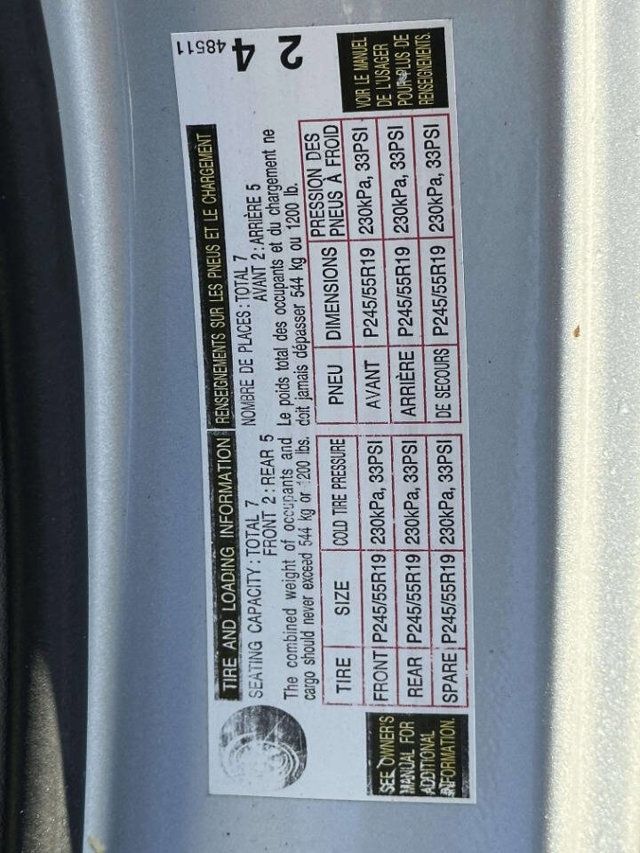 TIRE AND LOADING INFORMATION
SEATING CAPACITY: TOTAL 7
FRONT 2: REAR 5
The combined weight of occupants and
cargo should never exceed 544 kg or 1200 lbs.
TIRE SIZE COLD TIRE PRESSURE
FRONT P245/55R19 230kPa, 33PSI
REAR P245/55R19 230kPa, 33PSI
SPARE P245/55R19 230kPa, 33PSI
SEE OWNER'S
MANUAL FOR
ADDITIONAL
INFORMATION.
RENSEIGNEMENTS SUR LES PNEUS ET LE CHARGEMENT
NOMBRE DE PLACES: TOTAL 7
AVANT 2: ARRIÈRE 5
Le poids total des occupants et du chargement ne
doit jamais dépasser 544 kg ou 1200 lb.
PNEU DIMENSIONS PRESSION DES
PNEUS À FROID
AVANT P245/55R19 230kPa, 33PSI
ARRIÈRE P245/55R19 230kPa, 33PSI
DE SECOURS P245/55R19 230kPa, 33PSI
VOIR LE MANUEL
DE L'USAGER
POUR PLUS DE
RENSEIGNEMENTS.
48511
2 4